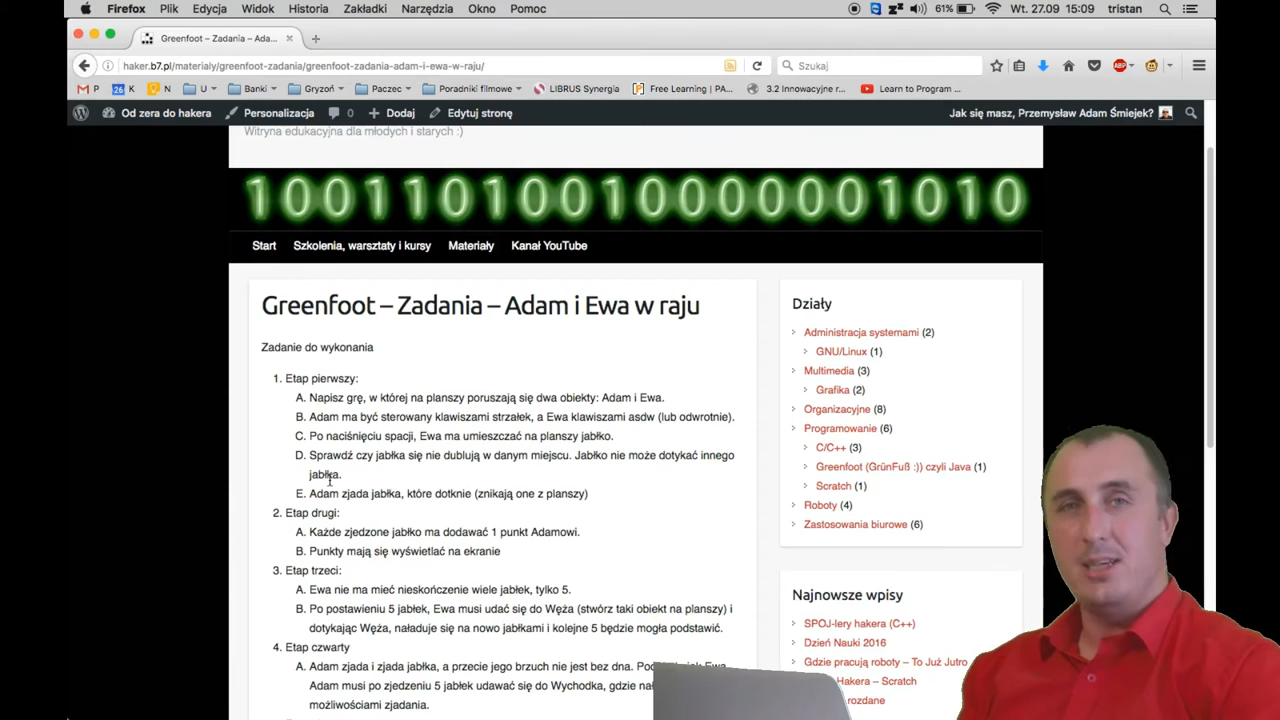 Firefox Plik Edycja Widok Historia Zakładki Narzędzia Okno Pomoc 61% Wt. 27.09 15:09 tristan
Greenfoot – Zadania – Ada...
haker.b7.pl/materialy/greenfoot-zadania/greenfoot-zadania-adam-i-ewa-w-raju/ Szukaj
P 26 K N U Banki Gryzoń Paczec Poradniki filmowe LIBRUS Synergia Free Learning | PA... 3.2 Innowacyjne r... Learn to Program ...
Od zera do hakera Personalizacja 0 Dodaj Edytuj stronę Jak się masz, Przemysław Adam Śmiejek?
Witryna edukacyjna dla młodych i starych :)
10011010010000001010
Start Szkolenia, warsztaty i kursy Materiały Kanał YouTube
Greenfoot – Zadania – Adam i Ewa w raju
Zadanie do wykonania
1. Etap pierwszy:
A. Napisz grę, w której na planszy poruszają się dwa obiekty: Adam i Ewa.
B. Adam ma być sterowany klawiszami strzałek, a Ewa klawiszami asdw (lub odwrotnie).
C. Po naciśnięciu spacji, Ewa ma umieszczać na planszy jabłko.
D. Sprawdź czy jabłka się nie dublują w danym miejscu. Jabłko nie może dotykać innego
jabłka.
E. Adam zjada jabłka, które dotknie (znikają one z planszy)
2. Etap drugi:
A. Każde zjedzone jabłko ma dodawać 1 punkt Adamowi.
B. Punkty mają się wyświetlać na ekranie
3. Etap trzeci:
A. Ewa nie ma mieć nieskończenie wiele jabłek, tylko 5.
B. Po postawieniu 5 jabłek, Ewa musi udać się do Węża (stwórz taki obiekt na planszy) i
dotykając Węża, naładuje się na nowo jabłkami i kolejne 5 będzie mogła podstawić.
4. Etap czwarty
A. Adam zjada i zjada jabłka, a przecie jego brzuch nie jest bez dna.
Adam musi po zjedzeniu 5 jabłek udawać się do Wychodka, gdzie
możliwościami zjadania.
Działy
Administracja systemami (2)
GNU/Linux (1)
Multimedia (3)
Grafika (2)
Organizacyjne (8)
Programowanie (6)
C/C++ (3)
Greenfoot (GrünFuß :)) czyli Java (1)
Scratch (1)
Roboty (4)
Zastosowania biurowe (6)
Najnowsze wpisy
SPOJ-lery hakera (C++)
Dzień Nauki 2016
Gdzie pracują roboty – To Już Jutro
Hakera – Scratch
rozdane